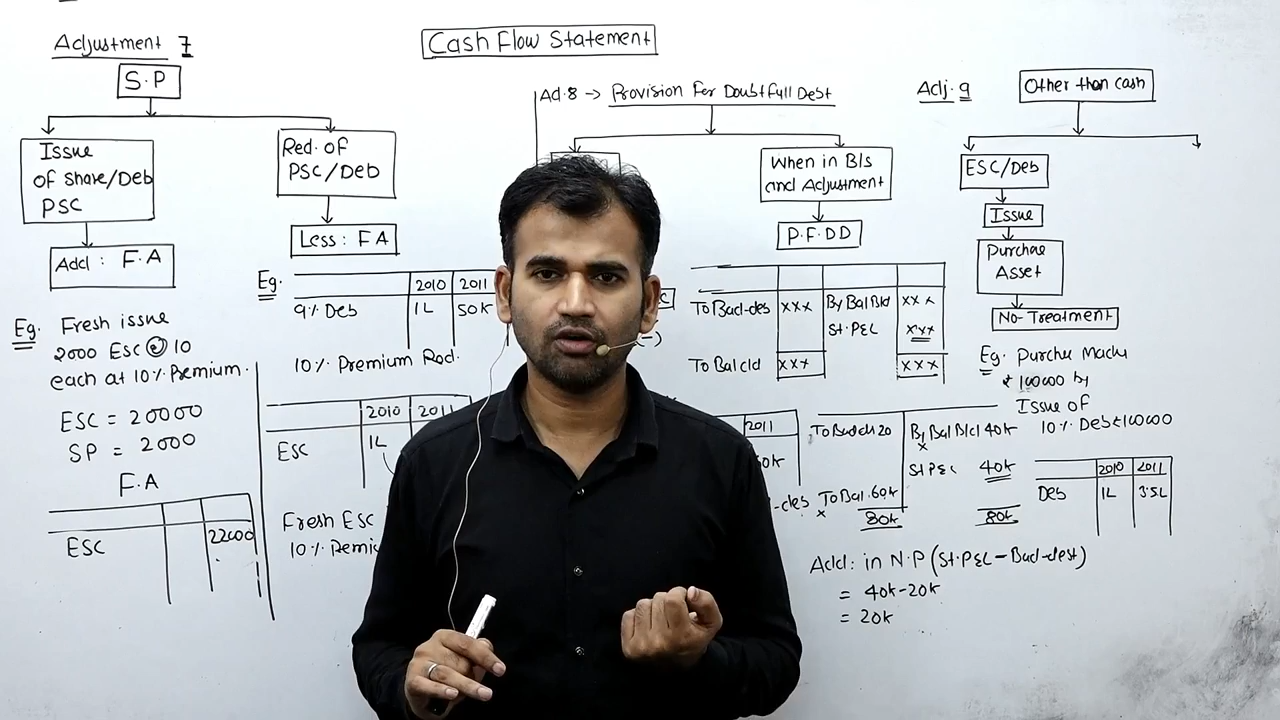 Adjustment 7
S.P
Issue
of Share/Deb
PSC
Add : F.A
Red. of
PSC/Deb
Less : F A
Eg. Fresh issue
2000 ESC @ 10
each at 10% Premium.
ESC = 20000
SP = 2000
F.A
ESC 22000
Eg.
2010 2011
9% Deb 1L 50K
10% Premium Red.
2010 2011
ESC 1L
Fresh ESC
10%
Cash Flow Statement
Ad.8 → Provision For Doubtfull Debt
When in B/s
and Adjustment
P.F.DD
To Bad-des xxx By Bal B/d xx x
St.P&L xxx
To Bal c/d xxx xxx
(-)
2011
To Bad ch 20 By Bal B/d 40k
x
St P&L 40k
To Bal. 60k
x
80k 80k
Add: in N.P (St.P&L - Bad-dest)
= 40k-20k
= 20k
Adj. 9
Other than cash
ESC/Deb
Issue
Purchae
Asset
No-Treatment
Eg. Purchae Machi
₹ 100000 by
Issue of
10% Debt 100000
2010 2011
Deb 1L 3.5L